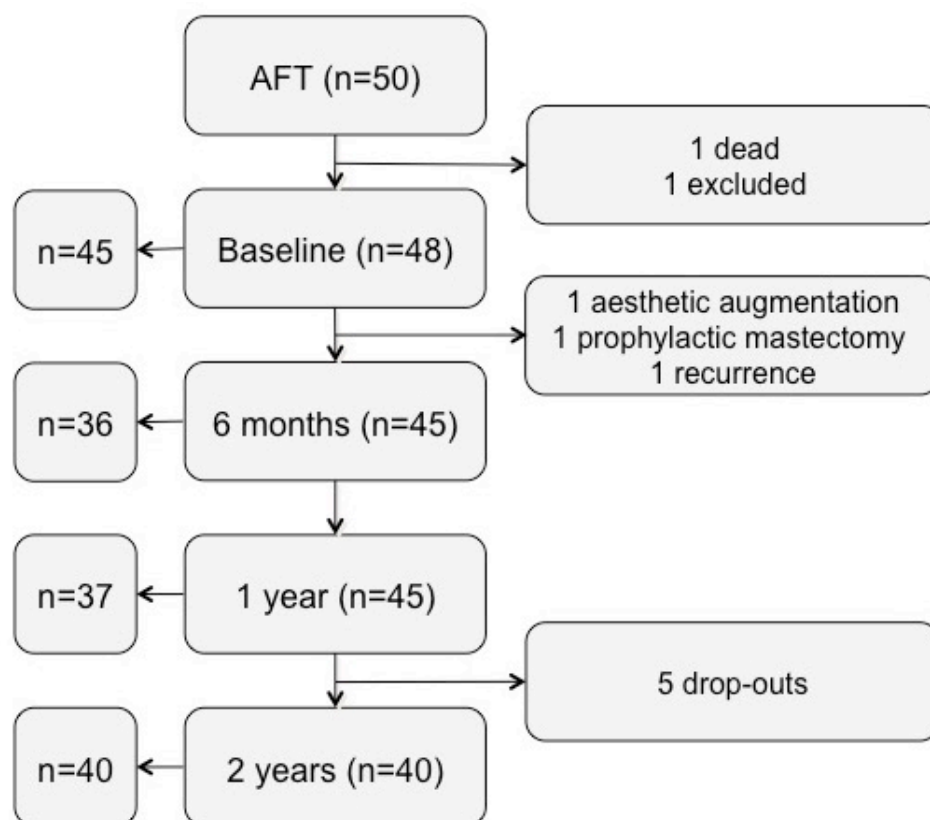 AFT (n=50)
1 dead
1 excluded
n=45
Baseline (n=48)
1 aesthetic augmentation
1 prophylactic mastectomy
1 recurrence
n=36
6 months (n=45)
n=37
1 year (n=45)
5 drop-outs
n=40
2 years (n=40)